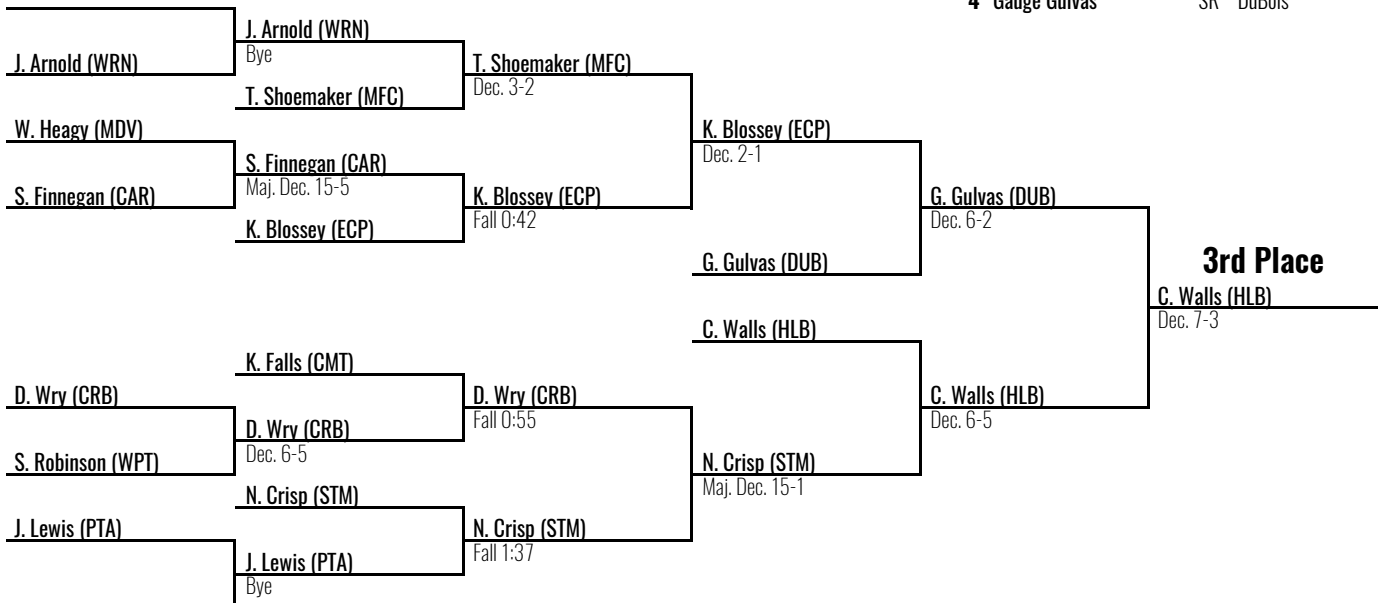 4 Gauge Gulvas SR DuBois
J. Arnold (WRN)
Bye
J. Arnold (WRN)
T. Shoemaker (MFC)
Dec. 3-2
T. Shoemaker (MFC)
W. Heagy (MDV)
K. Blossey (ECP)
Dec. 2-1
S. Finnegan (CAR)
Maj. Dec. 15-5
S. Finnegan (CAR)
K. Blossey (ECP)
Fall 0:42
G. Gulvas (DUB)
Dec. 6-2
K. Blossey (ECP)
G. Gulvas (DUB)
3rd Place
C. Walls (HLB)
Dec. 7-3
C. Walls (HLB)
K. Falls (CMT)
D. Wry (CRB)
D. Wry (CRB)
Fall 0:55
C. Walls (HLB)
Dec. 6-5
D. Wry (CRB)
Dec. 6-5
S. Robinson (WPT)
N. Crisp (STM)
Maj. Dec. 15-1
N. Crisp (STM)
J. Lewis (PTA)
N. Crisp (STM)
Fall 1:37
J. Lewis (PTA)
Bye